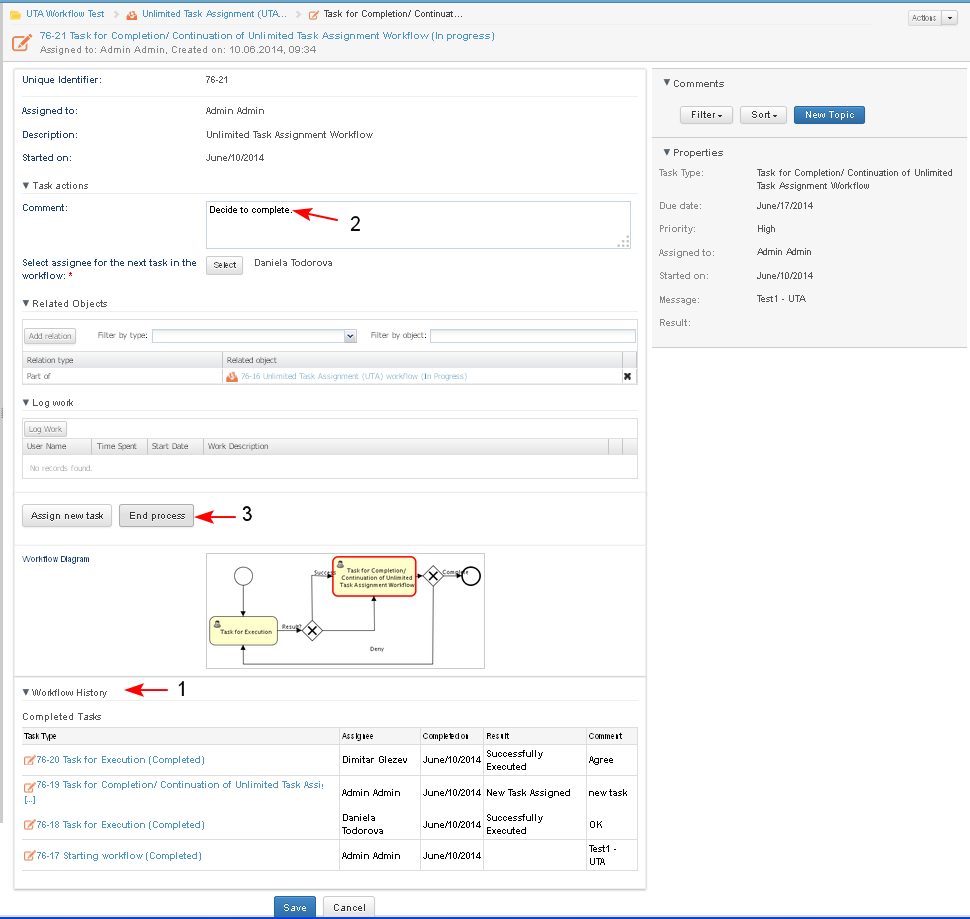 UTA Workflow Test
Unlimited Task Assignment (UTA...
Task for Completion/ Continuat...
Actions
76-21 Task for Completion/ Continuation of Unlimited Task Assignment Workflow (In progress)
Assigned to: Admin Admin, Created on: 10.06.2014, 09:34
Unique Identifier: 76-21
Assigned to: Admin Admin
Description: Unlimited Task Assignment Workflow
Started on: June/10/2014
Task actions
Comment: Decide to complete.
2
Select assignee for the next task in the workflow: * Select Daniela Todorova
Related Objects
Add relation Filter by type: Filter by object:
Relation type Related object
Part of 76-16 Unlimited Task Assignment (UTA) workflow (In Progress)
Log work
Log Work
User Name Time Spent Start Date Work Description
No records found.
Assign new task End process 3
Workflow Diagram
Task for Completion/
Continuation of Unlimited
Task Assignment Workflow
Task for Execution
Result?
Deny
Workflow History 1
Completed Tasks
Task Type Assignee Completed on Result Comment
76-20 Task for Execution (Completed) Dimitar Glezev June/10/2014 Successfully Executed Agree
76-19 Task for Completion/ Continuation of Unlimited Task Assig
[...] Admin Admin June/10/2014 New Task Assigned new task
76-18 Task for Execution (Completed) Daniela Todorova June/10/2014 Successfully Executed OK
76-17 Starting workflow (Completed) Admin Admin June/10/2014 Test1 - UTA
Save Cancel
Comments
Filter Sort New Topic
Properties
Task Type: Task for Completion/ Continuation of Unlimited
Task Assignment Workflow
Due date: June/17/2014
Priority: High
Assigned to: Admin Admin
Started on: June/10/2014
Message: Test1 - UTA
Result: